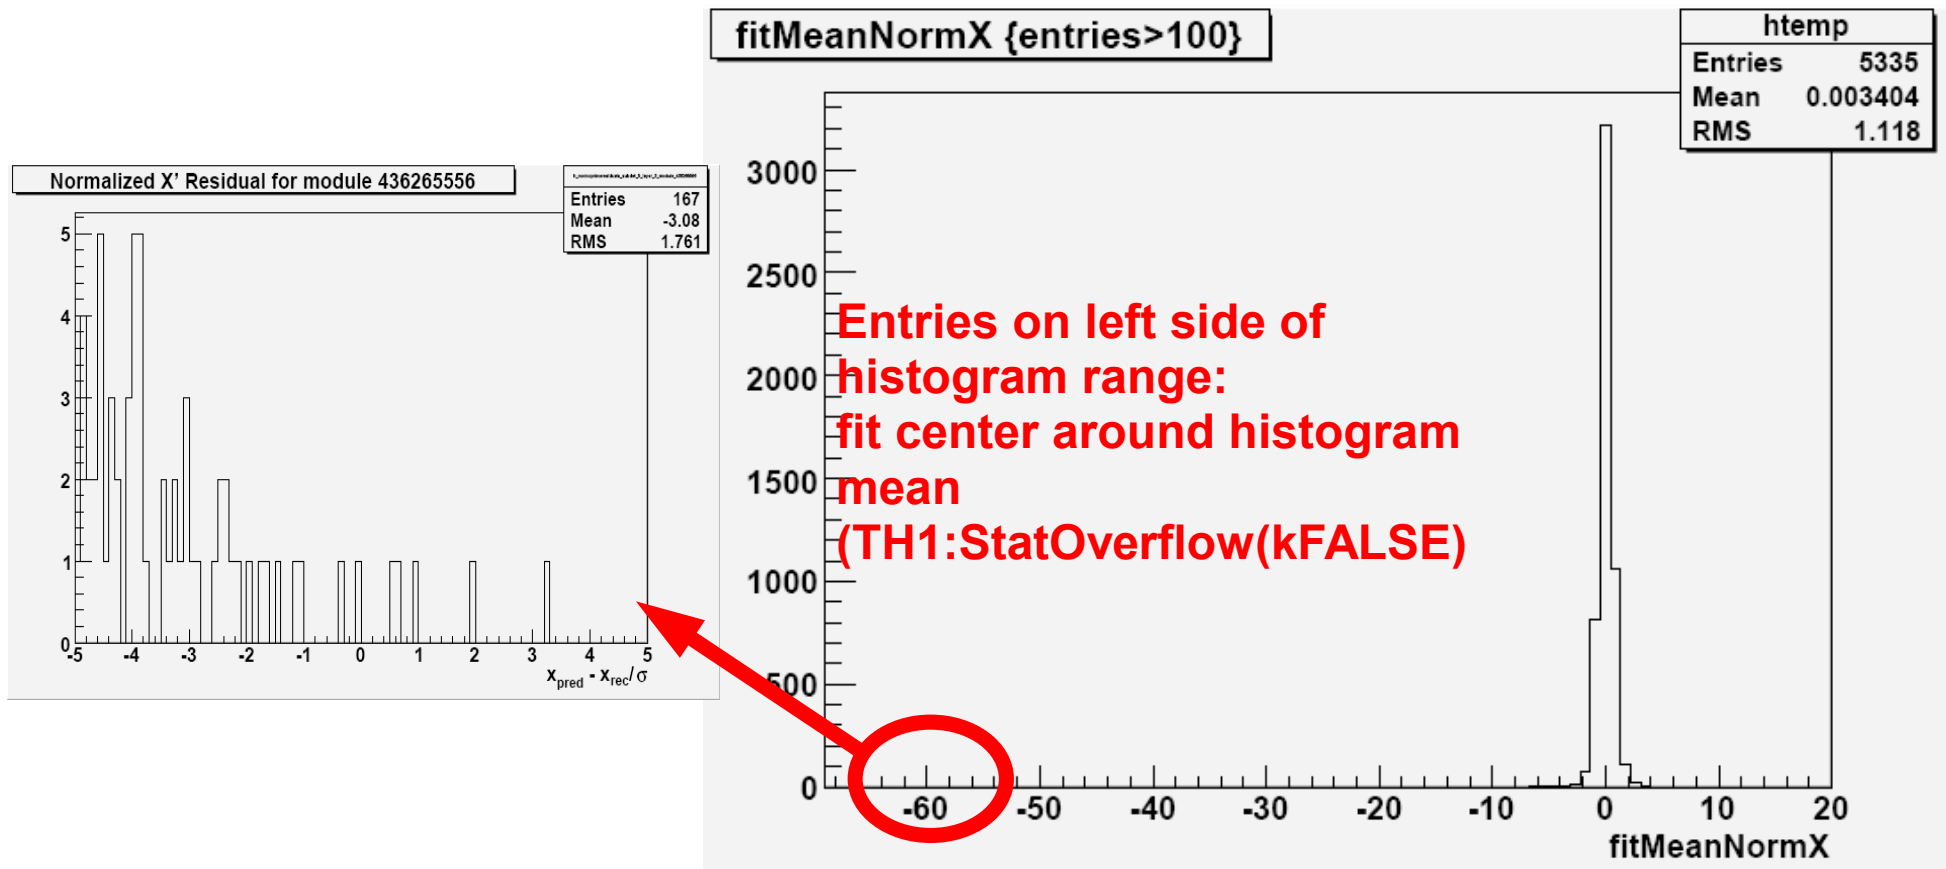 fitMeanNormX {entries>100}
htemp
Entries 5335
Mean 0.003404
RMS 1.118
3000
2500
2000
1500
1000
500
0
-60 -50 -40 -30 -20 -10 0 10 20
fitMeanNormX
Entries on left side of
histogram range:
fit center around histogram
mean
(TH1:StatOverflow(kFALSE)
Normalized X' Residual for module 436265556
Entries 167
Mean -3.08
RMS 1.761
5
4
3
2
1
0
-5 -4 -3 -2 -1 0 1 2 3 4 5
xpred - xrec/σ